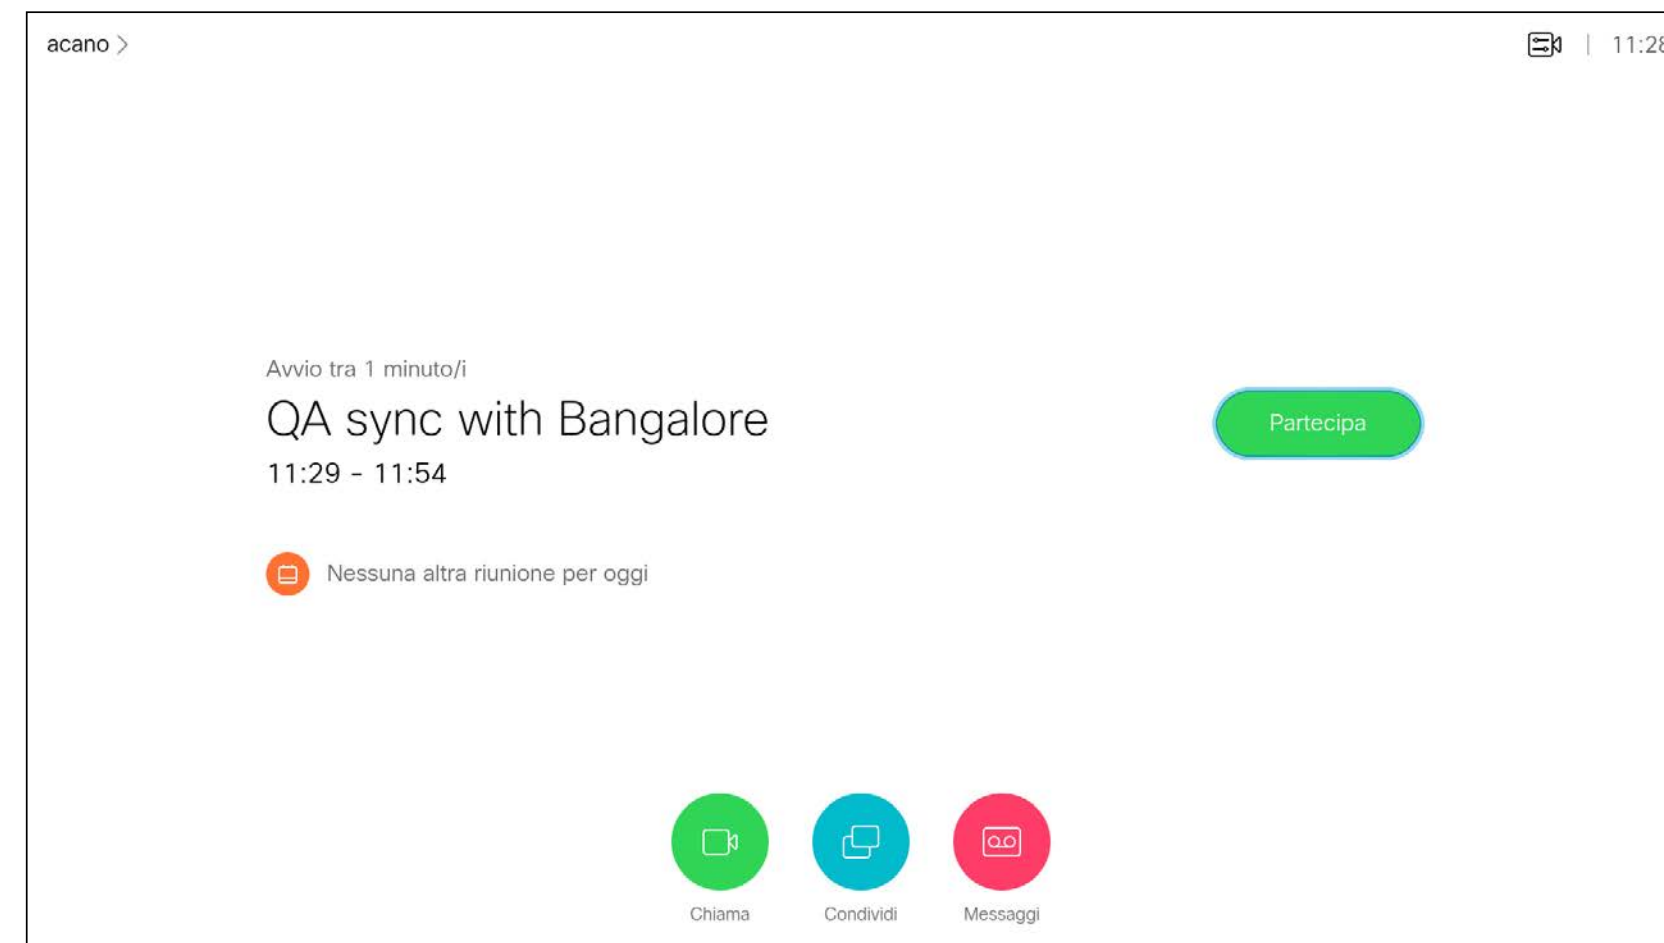 acano
11:28
Avvio tra 1 minuto/i
QA sync with Bangalore
11:29 - 11:54
Partecipa
Nessuna altra riunione per oggi
Chiama
Condividi
Messaggi